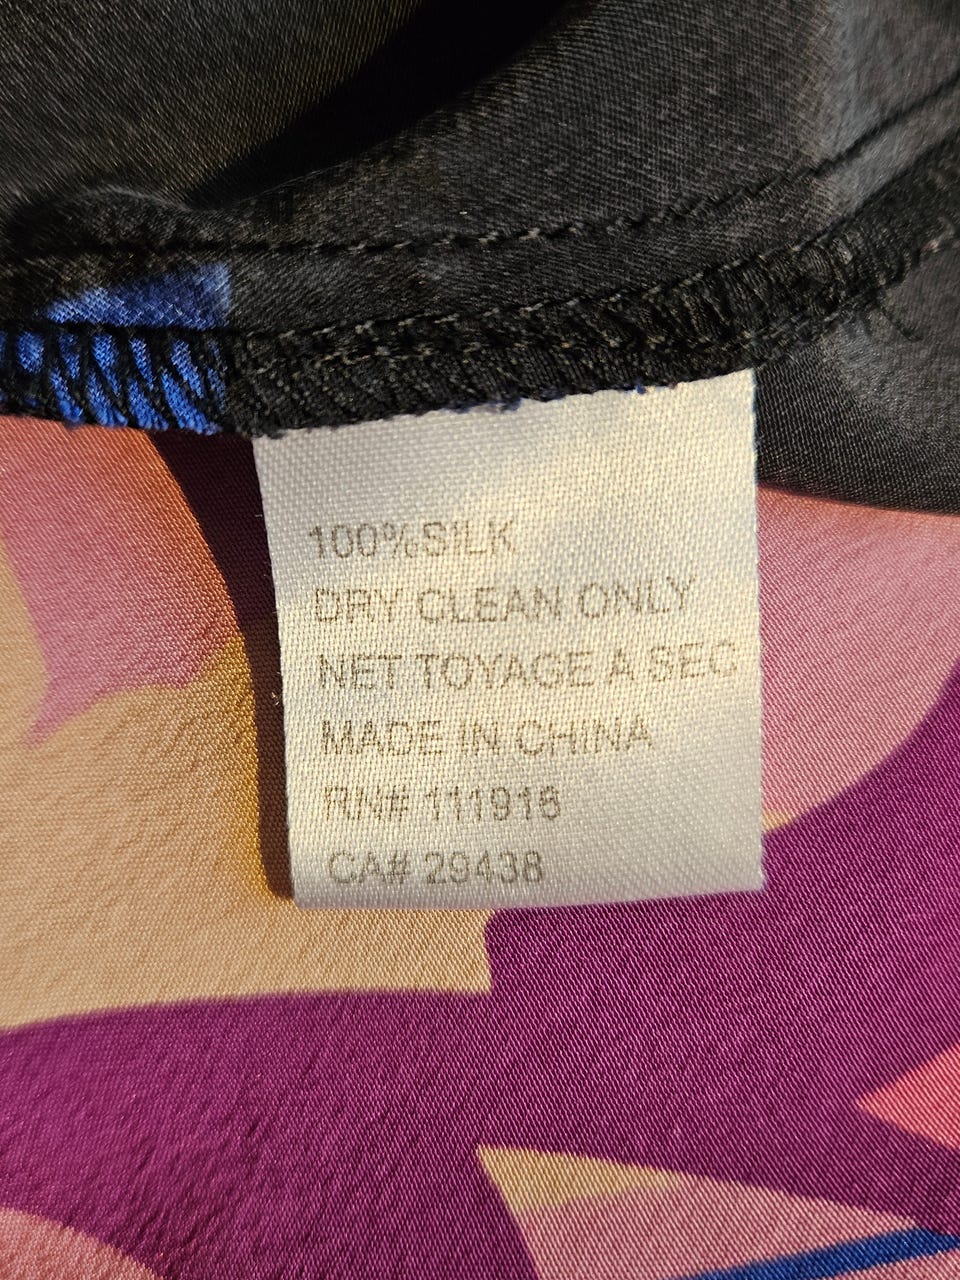 100%SILK
DRY CLEAN ONLY
NET TOYAGE A SEC
MADE IN CHINA
RN# 111916
CA# 29438